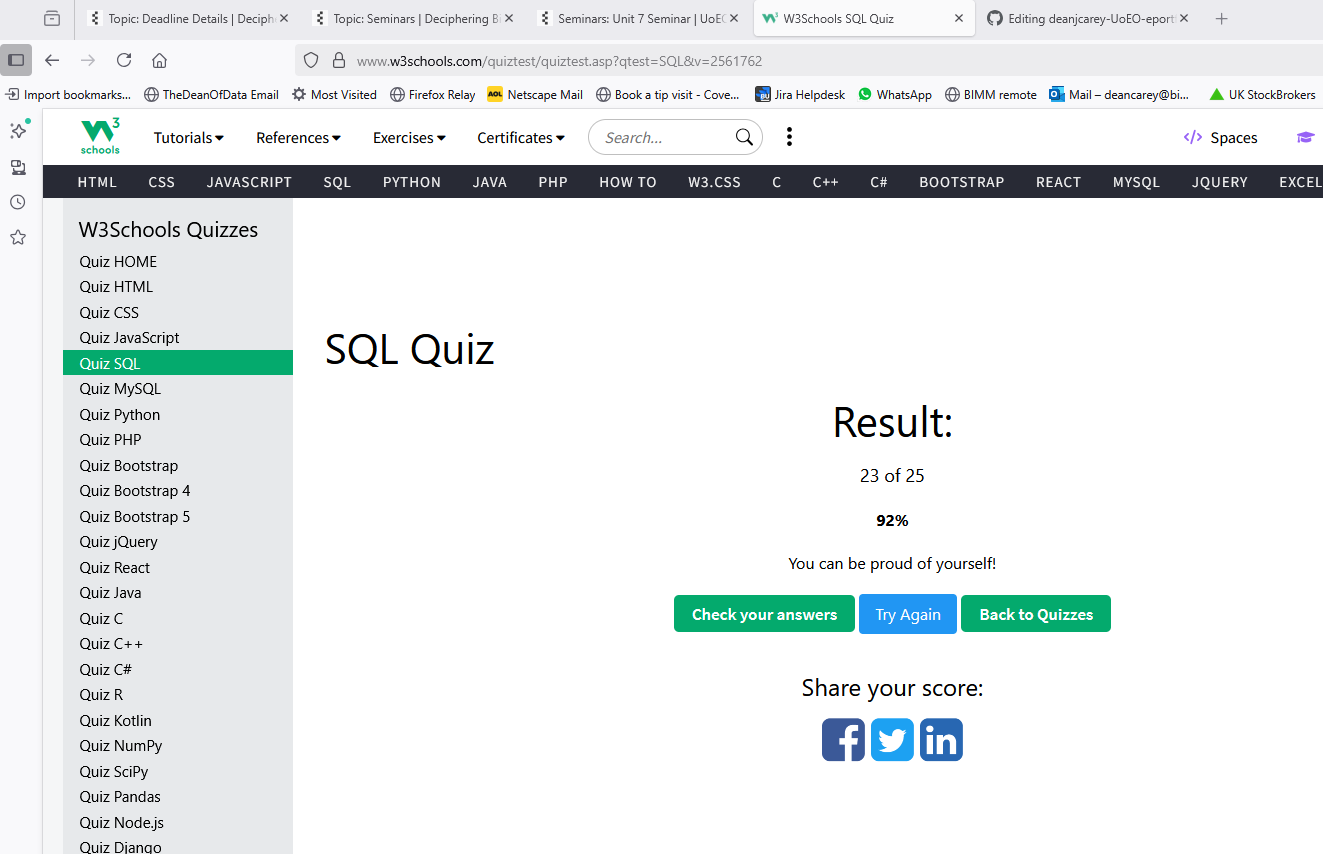 Topic: Deadline Details | Deciph
Topic: Seminars | Deciphering Bi
Seminars: Unit 7 Seminar | UoEO
W3Schools SQL Quiz
Editing deanjcarey-UoEO-eport
www.w3schools.com/quiztest/quiztest.asp?qtest=SQL&v=2561762
Import bookmarks...
TheDeanOfData Email
Most Visited
Firefox Relay
AOL
Netscape Mail
Book a tip visit - Cove...
Jira Helpdesk
WhatsApp
BIMM remote
Mail – deancarey@bi...
UK StockBrokers
W3
schools
Tutorials
References
Exercises
Certificates
Search...
Spaces
HTML
CSS
JAVASCRIPT
SQL
PYTHON
JAVA
PHP
HOW TO
W3.CSS
C
C++
C#
BOOTSTRAP
REACT
MYSQL
JQUERY
EXCEL
W3Schools Quizzes
Quiz HOME
Quiz HTML
Quiz CSS
Quiz JavaScript
Quiz SQL
Quiz MySQL
Quiz Python
Quiz PHP
Quiz Bootstrap
Quiz Bootstrap 4
Quiz Bootstrap 5
Quiz jQuery
Quiz React
Quiz Java
Quiz C
Quiz C++
Quiz C#
Quiz R
Quiz Kotlin
Quiz NumPy
Quiz SciPy
Quiz Pandas
Quiz Node.js
Quiz Django
SQL Quiz
Result:
23 of 25
92%
You can be proud of yourself!
Check your answers
Try Again
Back to Quizzes
Share your score: